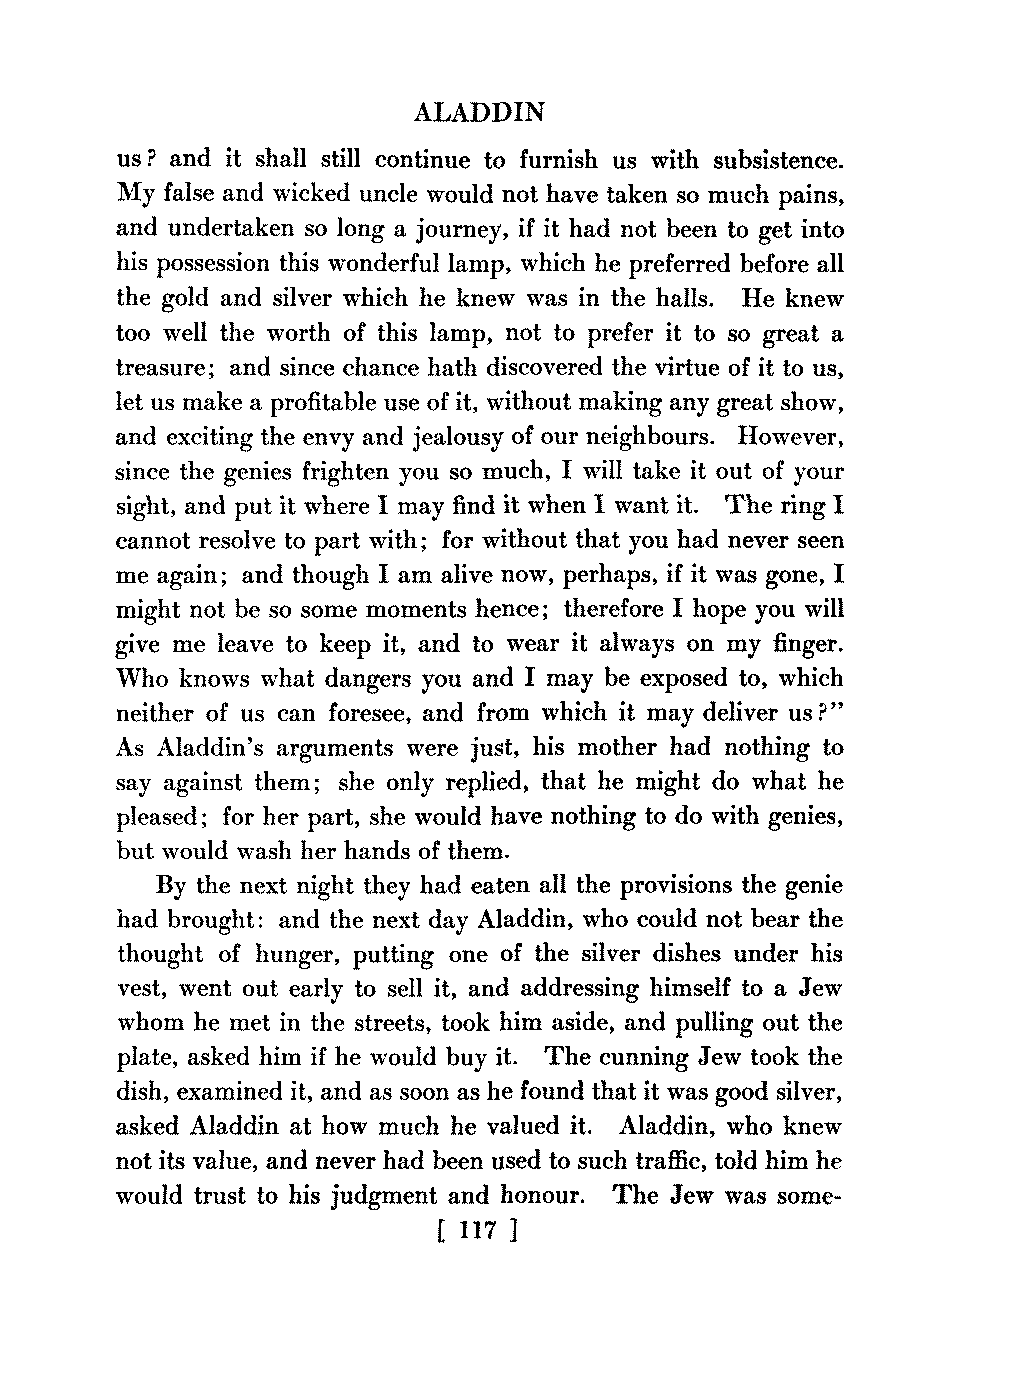 ALADDIN
us? and it shall still continue to furnish us with subsistence.
My false and wicked uncle would not have taken so much pains,
and undertaken so long a journey, if it had not been to get into
his possession this wonderful lamp, which he preferred before all
the gold and silver which he knew was in the halls. He knew
too well the worth of this lamp, not to prefer it to so great a
treasure; and since chance hath discovered the virtue of it to us,
let us make a profitable use of it, without making any great show,
and exciting the envy and jealousy of our neighbours. However,
since the genies frighten you so much, I will take it out of your
sight, and put it where I may find it when I want it. The ring I
cannot resolve to part with; for without that you had never seen
me again; and though I am alive now, perhaps, if it was gone, I
might not be so some moments hence; therefore I hope you will
give me leave to keep it, and to wear it always on my finger.
Who knows what dangers you and I may be exposed to, which
neither of us can foresee, and from which it may deliver us?"
As Aladdin's arguments were just, his mother had nothing to
say against them; she only replied, that he might do what he
pleased; for her part, she would have nothing to do with genies,
but would wash her hands of them.
By the next night they had eaten all the provisions the genie
had brought: and the next day Aladdin, who could not bear the
thought of hunger, putting one of the silver dishes under his
vest, went out early to sell it, and addressing himself to a Jew
whom he met in the streets, took him aside, and pulling out the
plate, asked him if he would buy it. The cunning Jew took the
dish, examined it, and as soon as he found that it was good silver,
asked Aladdin at how much he valued it. Aladdin, who knew
not its value, and never had been used to such traffic, told him he
would trust to his judgment and honour. The Jew was some-
[ 117 ]